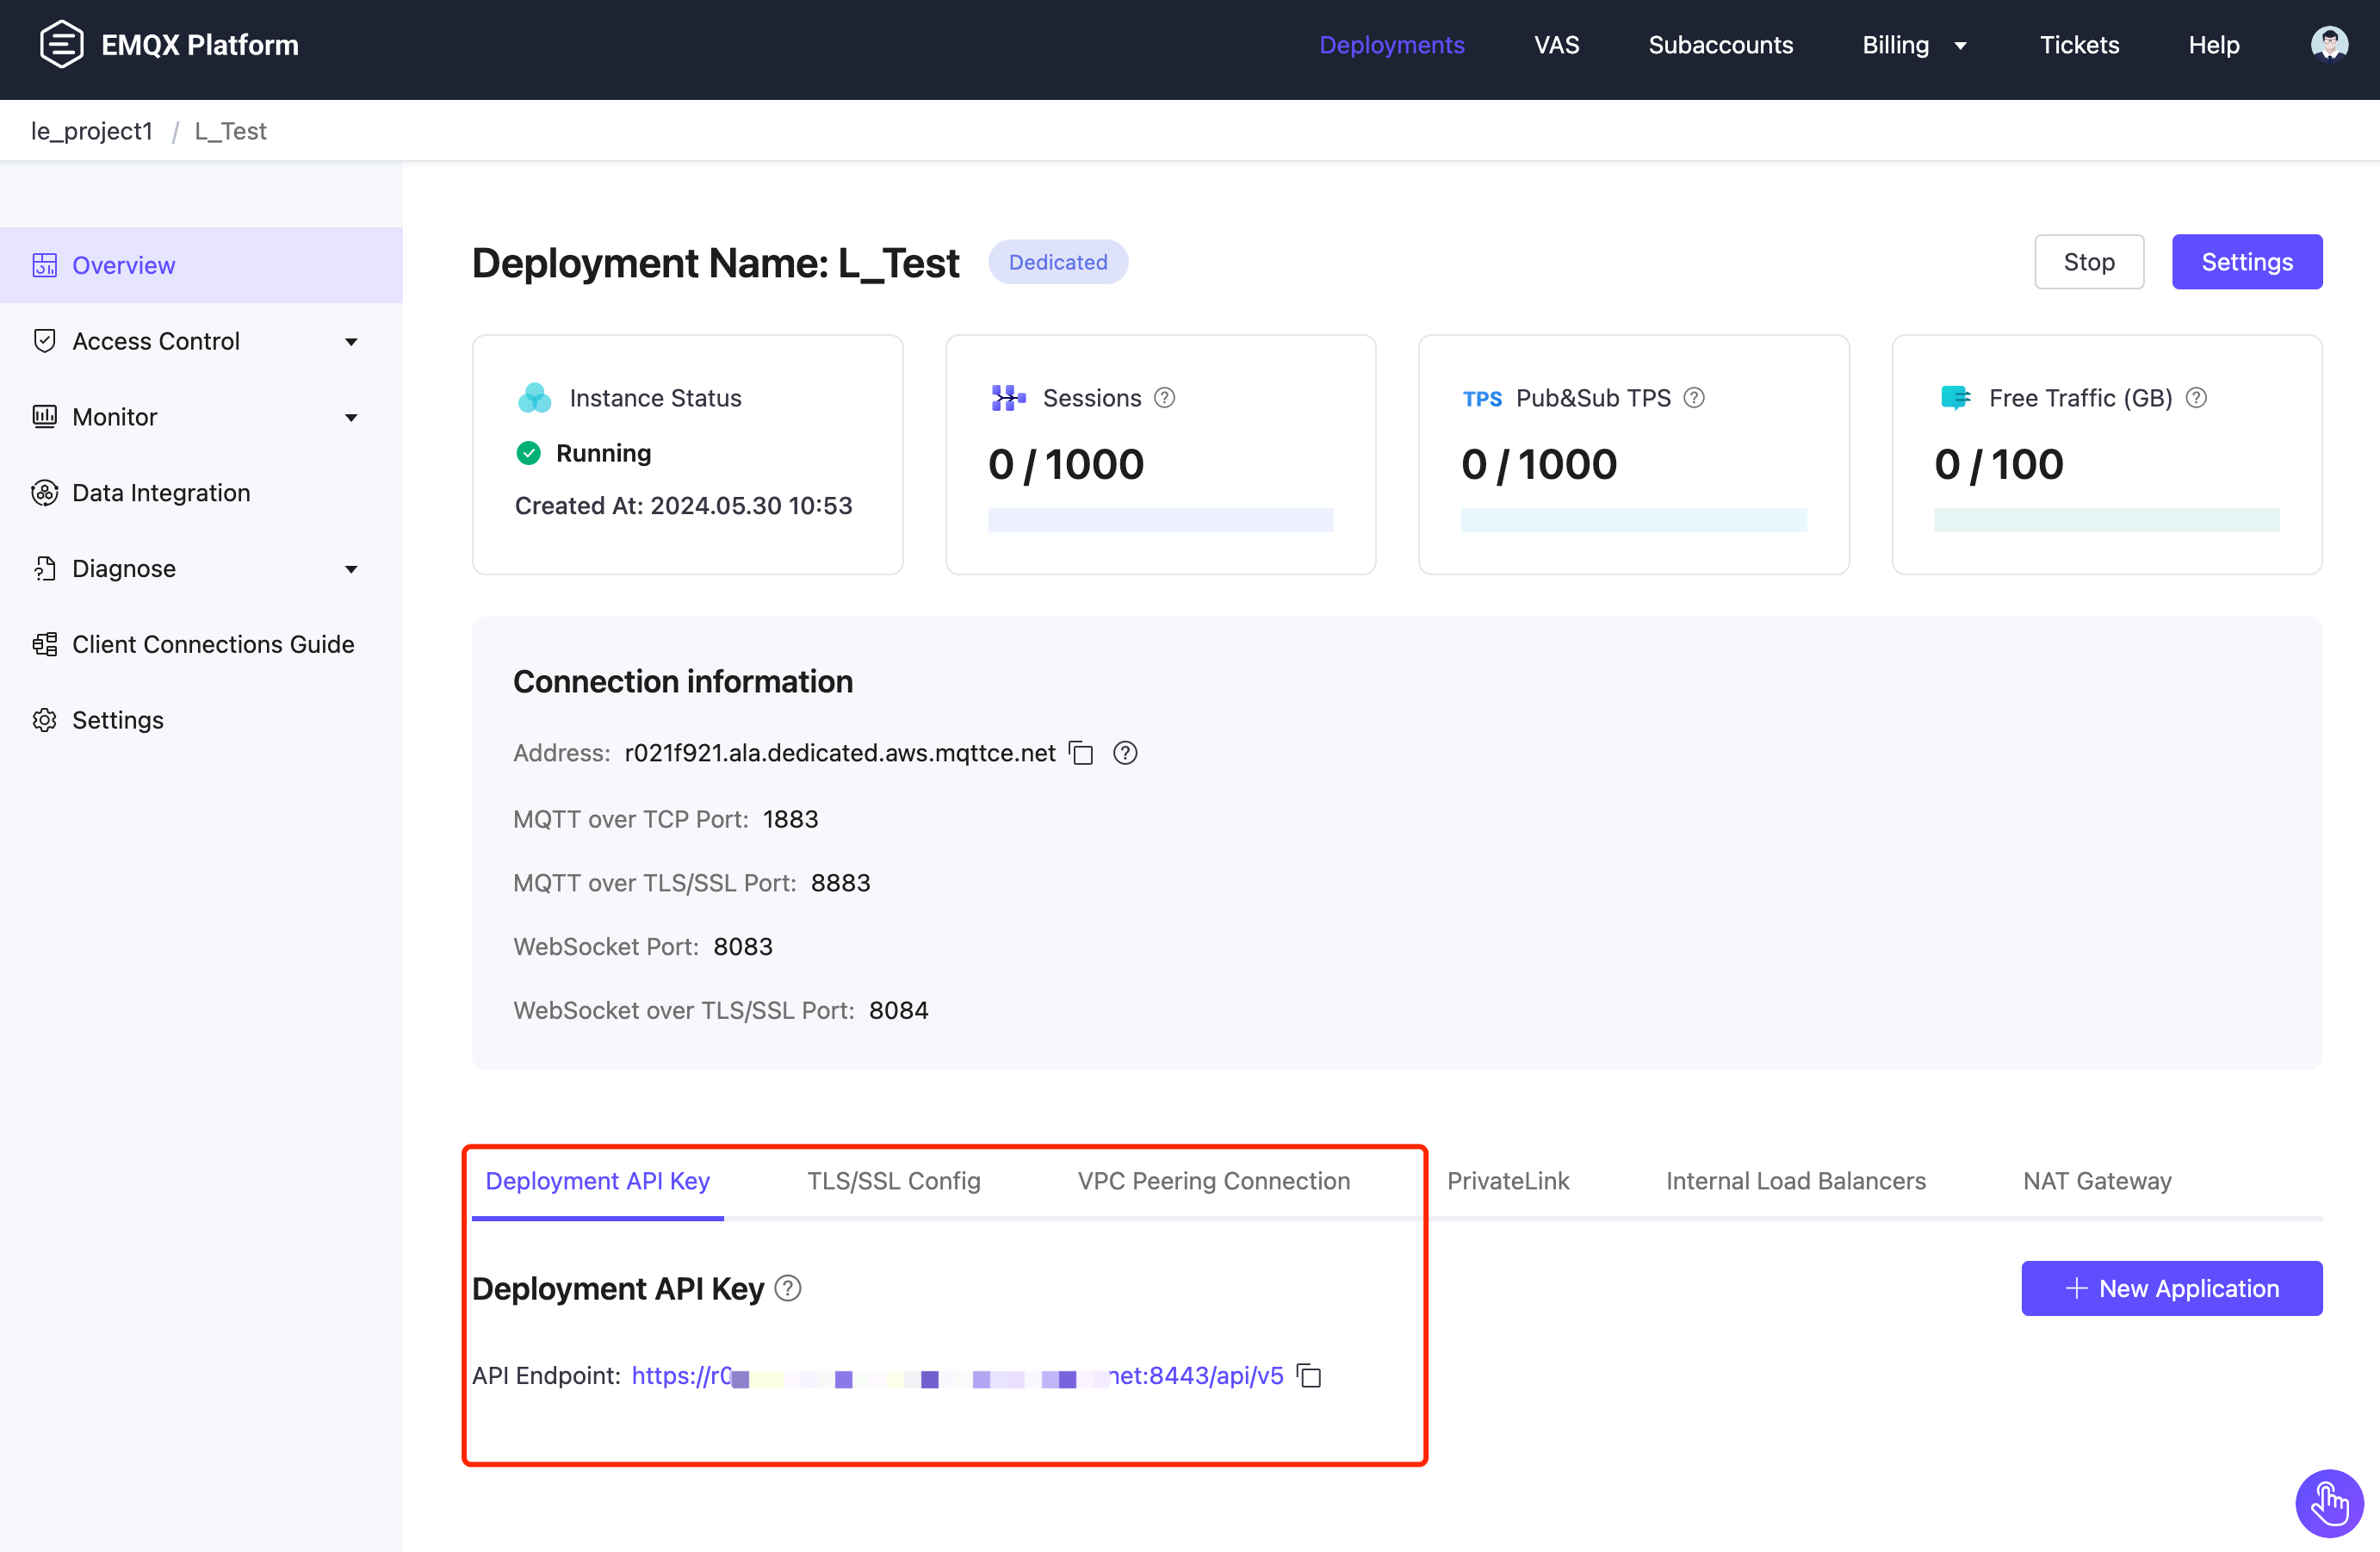 EMQX Platform
Deployments VAS Subaccounts Billing Tickets Help
le_project1 / L_Test
Overview
Access Control
Monitor
Data Integration
Diagnose
Client Connections Guide
Settings
Deployment Name: L_Test Dedicated Stop Settings
Instance Status
Running
Created At: 2024.05.30 10:53
Sessions
0 / 1000
TPS Pub&Sub TPS
0 / 1000
Free Traffic (GB)
0 / 100
Connection information
Address: r021f921.ala.dedicated.aws.mqttce.net
MQTT over TCP Port: 1883
MQTT over TLS/SSL Port: 8883
WebSocket Port: 8083
WebSocket over TLS/SSL Port: 8084
Deployment API Key TLS/SSL Config VPC Peering Connection PrivateLink Internal Load Balancers NAT Gateway
Deployment API Key
+ New Application
API Endpoint: https://r0 net:8443/api/v5